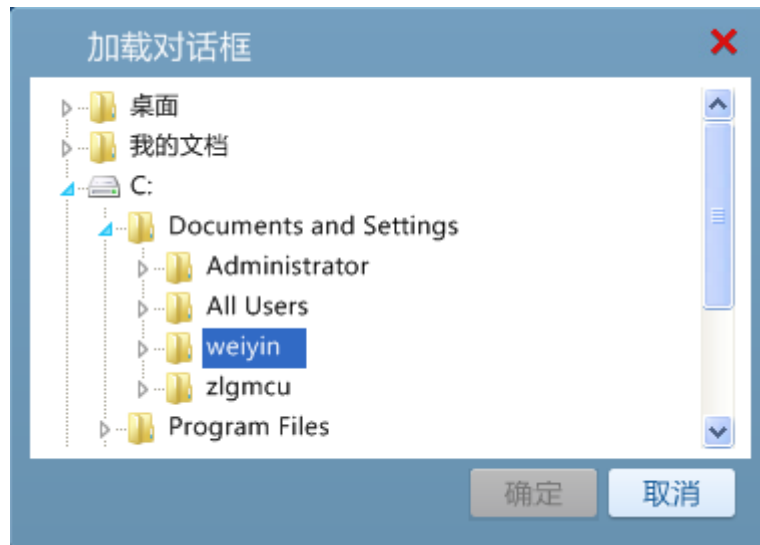 加载对话框
桌面
我的文档
C:
Documents and Settings
Administrator
All Users
weiyin
zlgmcu
Program Files
确定 取消